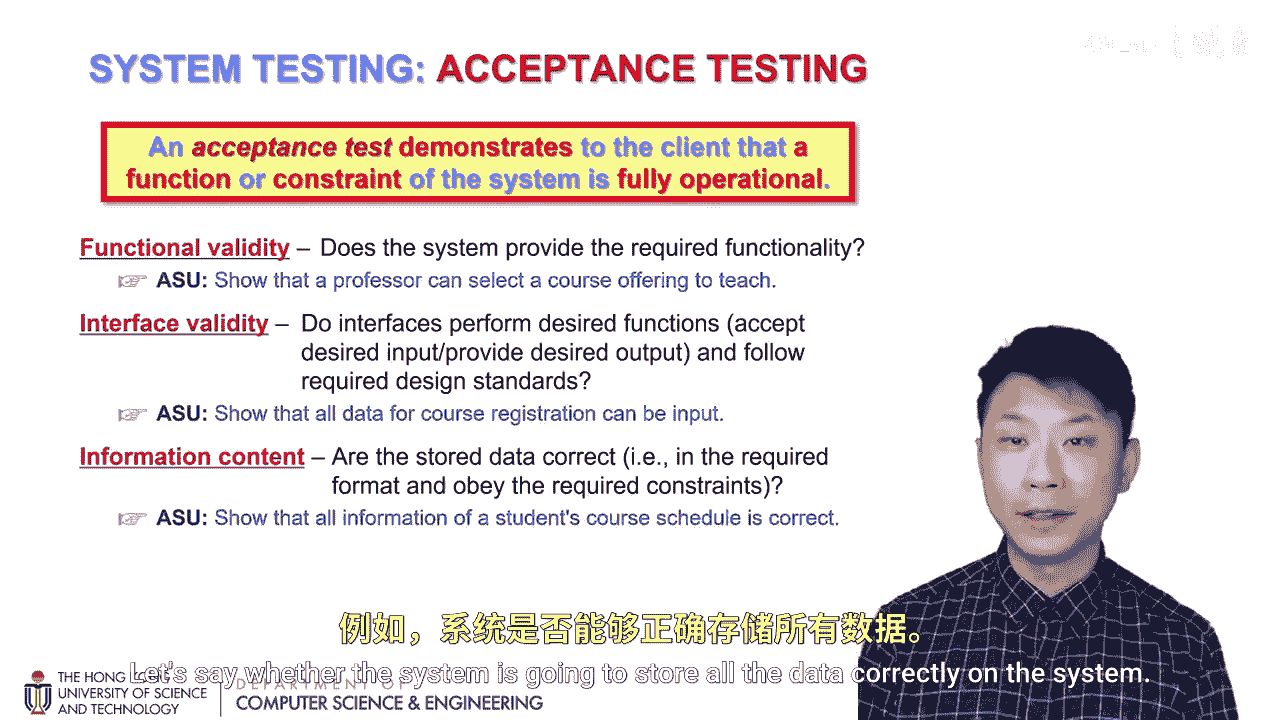 SYSTEM TESTING: ACCEPTANCE TESTING
An acceptance test demonstrates to the client that a
function or constraint of the system is fully operational.
Functional validity – Does the system provide the required functionality?
☞ ASU: Show that a professor can select a course offering to teach.
Interface validity – Do interfaces perform desired functions (accept
desired input/provide desired output) and follow
required design standards?
☞ ASU: Show that all data for course registration can be input.
Information content – Are the stored data correct (i.e., in the required
format and obey the required constraints)?
☞ ASU: Show that all information of a student's course schedule is correct.
例如，系统是否能够正确存储所有数据。
Let's say whether the system is going to store all the data correctly on the system.
THE HONG
UNIVERSITY OF SCIENCE
AND TECHNOLOGY
DEPARTMENT OF
COMPUTER SCIENCE & ENGINEERING